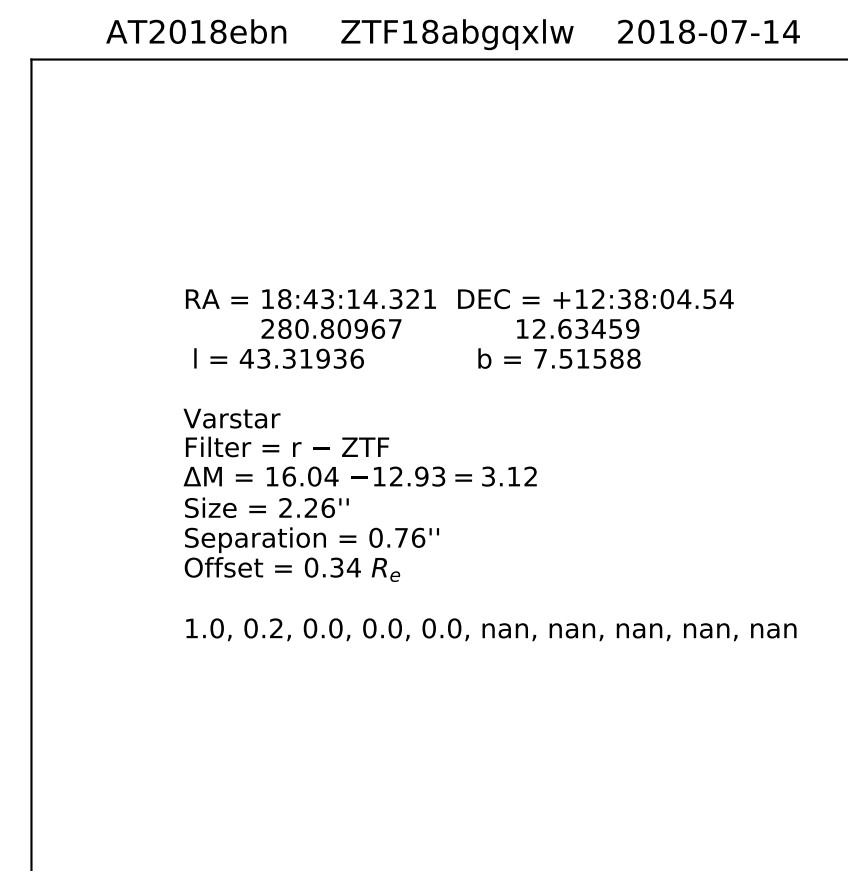 AT2018ebn ZTF18abgqxlw 2018-07-14
RA = 18:43:14.321 DEC = +12:38:04.54
280.80967 12.63459
l = 43.31936 b = 7.51588
Varstar
Filter = r − ZTF
ΔM = 16.04 −12.93 = 3.12
Size = 2.26''
Separation = 0.76''
Offset = 0.34 Re
1.0, 0.2, 0.0, 0.0, 0.0, nan, nan, nan, nan, nan